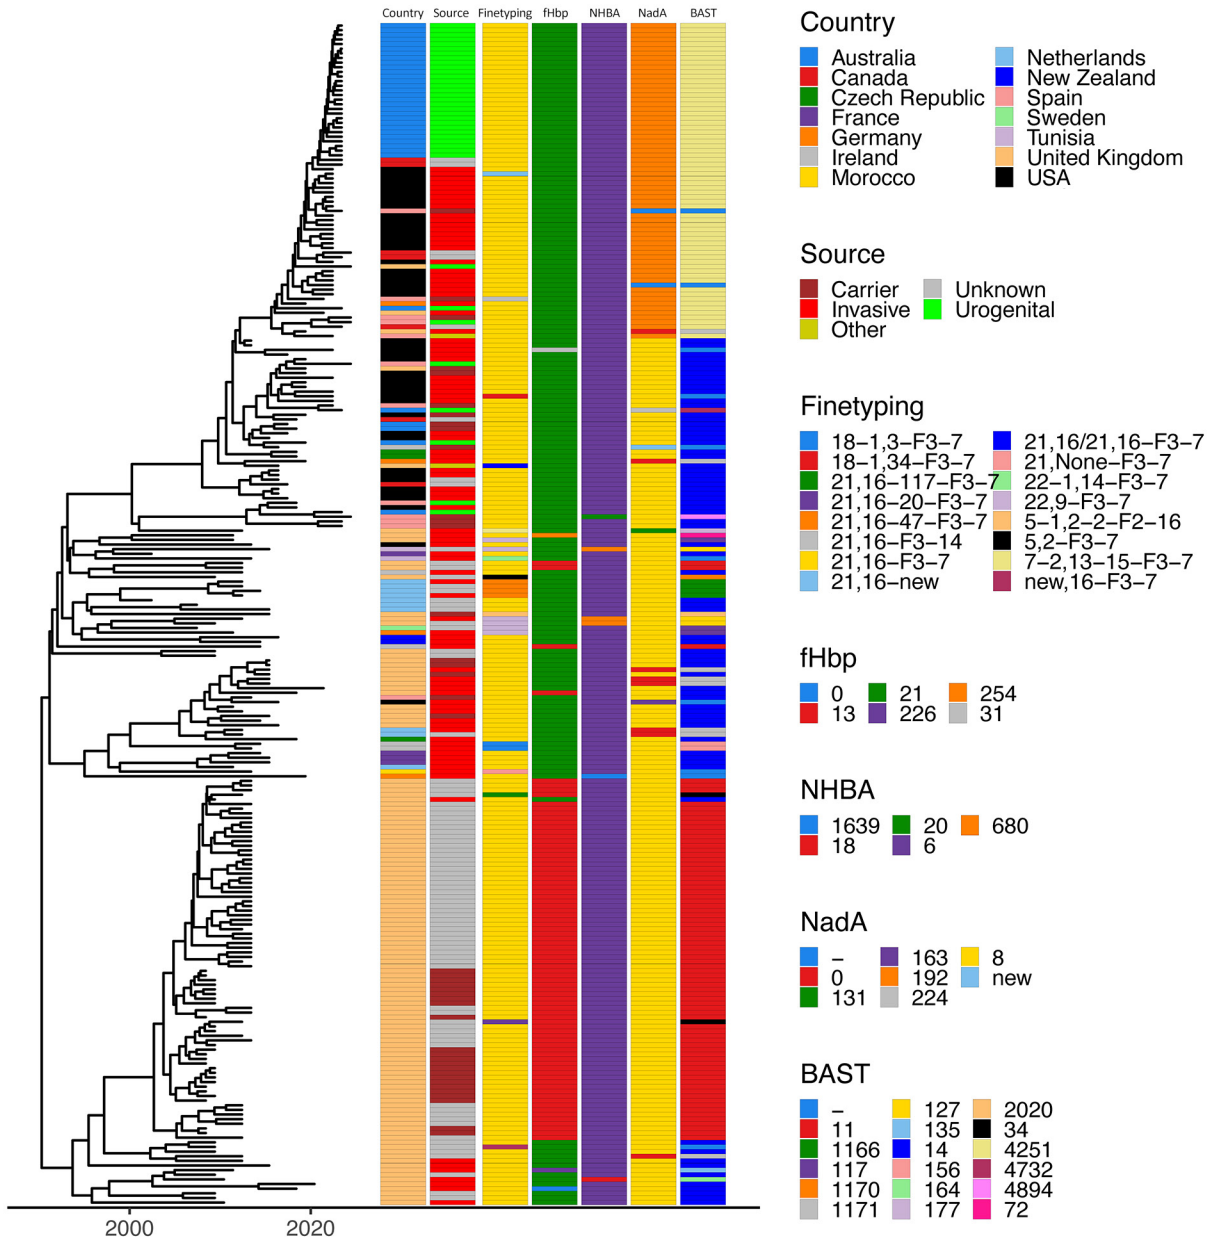 Country Source Finetyping fHbp NHBA NadA BAST
Country
Australia Netherlands
Canada New Zealand
Czech Republic Spain
France Sweden
Germany Tunisia
Ireland United Kingdom
Morocco USA
Source
Carrier Unknown
Invasive Urogenital
Other
Finetyping
18−1,3−F3−7 21,16/21,16−F3−7
18−1,34−F3−7 21,None−F3−7
21,16−117−F3−7 22−1,14−F3−7
21,16−20−F3−7 22,9−F3−7
21,16−47−F3−7 5−1,2−2−F2−16
21,16−F3−14 5,2−F3−7
21,16−F3−7 7−2,13−15−F3−7
21,16−new new,16−F3−7
fHbp
0 21 254
13 226 31
NHBA
1639 20 680
18 6
NadA
− 163 8
0 192 new
131 224
BAST
− 127 2020
11 135 34
1166 14 4251
117 156 4732
1170 164 4894
1171 177 72
2000 2020